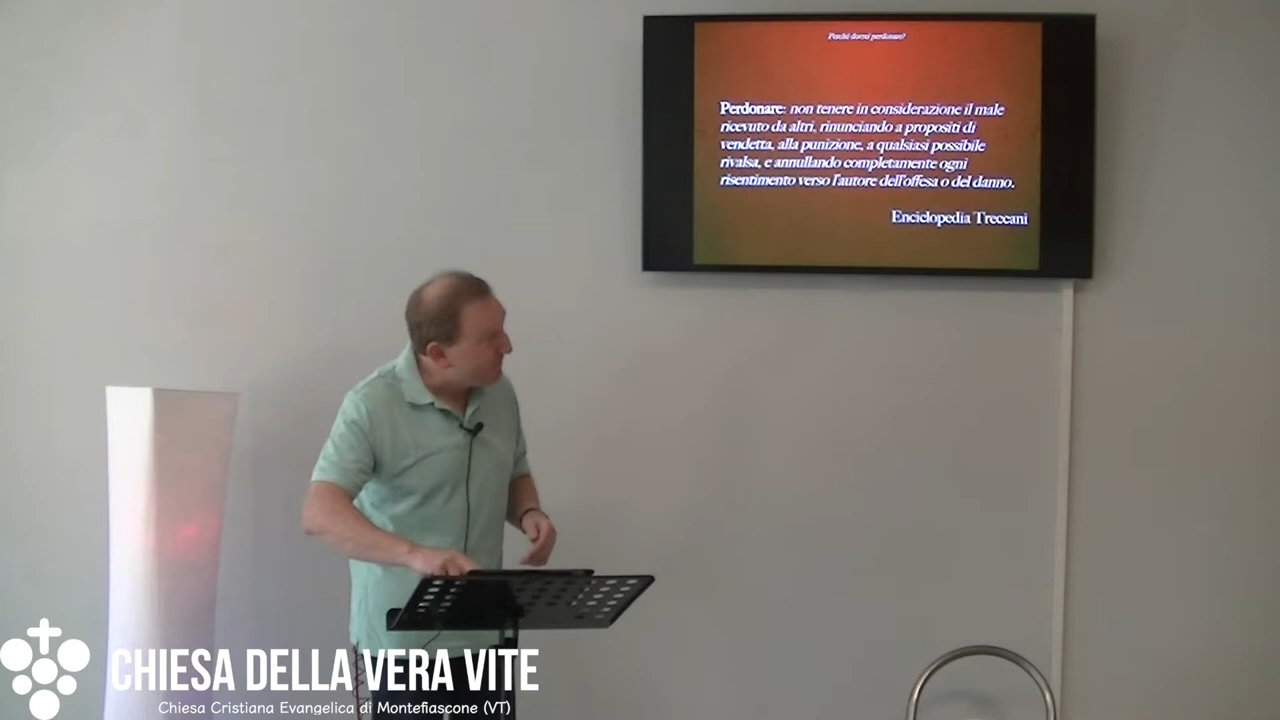 Perché dovrei perdonare?
Perdonare: non tenere in considerazione il male
ricevuto da altri, rinunciando a propositi di
vendetta, alla punizione, a qualsiasi possibile
rivalsa, e annullando completamente ogni
risentimento verso l'autore dell'offesa o del danno.
Enciclopedia Treccani
CHIESA DELLA VERA VITE
Chiesa Cristiana Evangelica di Montefiascone (VT)